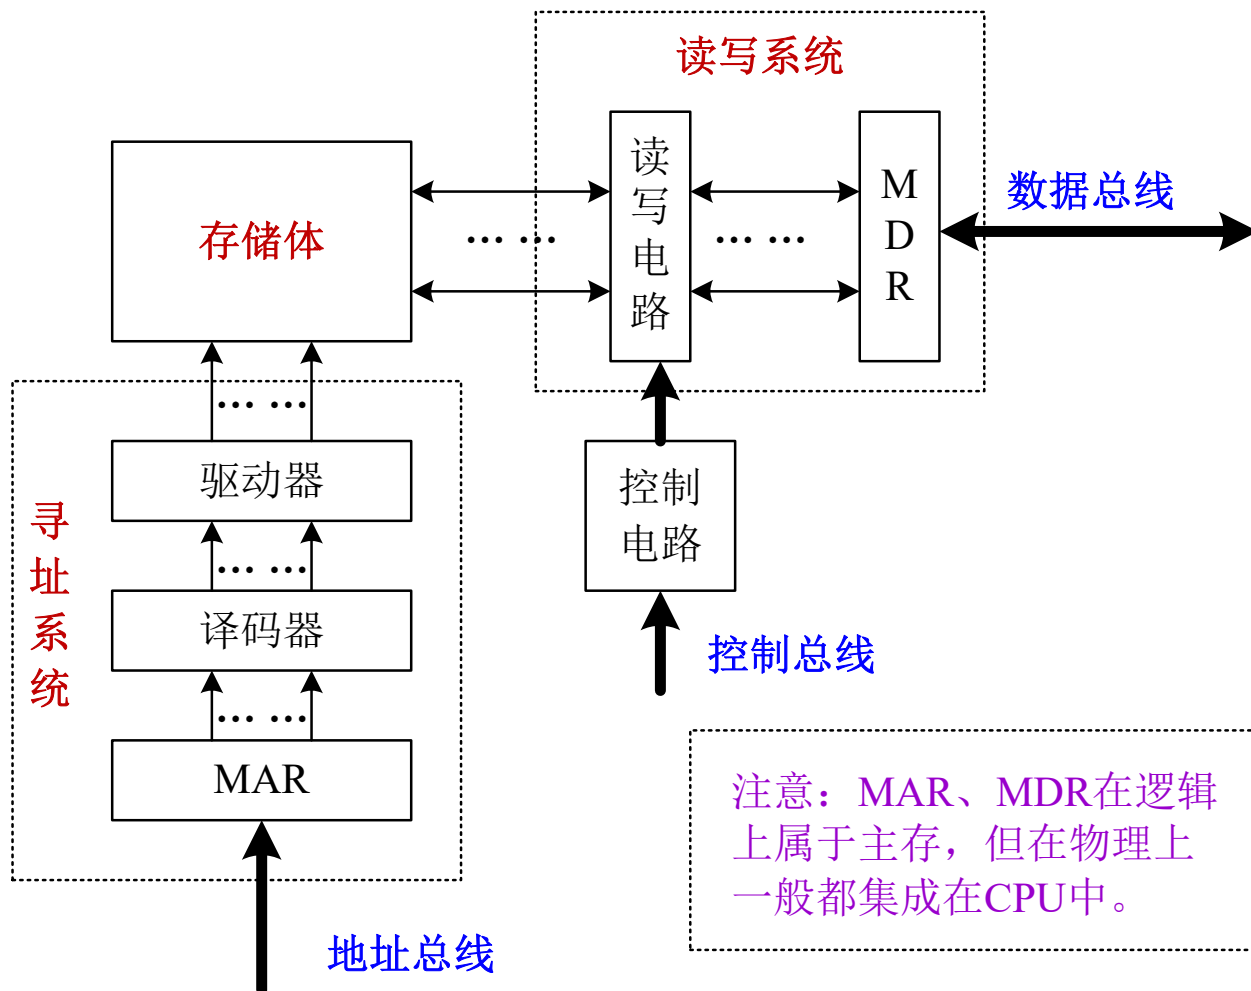 读写系统
存储体
… …
读
写
电
路
… …
M
D
R
数据总线
寻
址
系
统
… …
驱动器
… …
译码器
… …
MAR
地址总线
控制
电路
控制总线
注意：MAR、MDR在逻辑
上属于主存，但在物理上
一般都集成在CPU中。